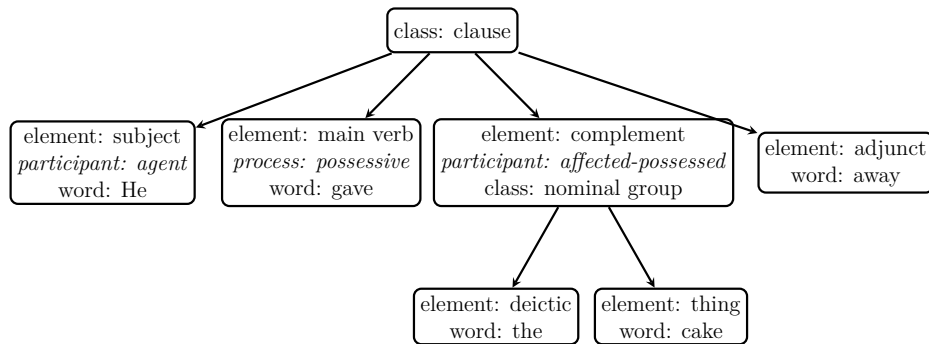 class: clause
element: subject
participant: agent
word: He
element: main verb
process: possessive
word: gave
element: complement
participant: affected-possessed
class: nominal group
element: adjunct
word: away
element: deictic
word: the
element: thing
word: cake